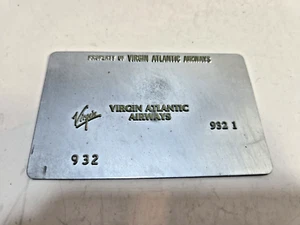 PROPERTY OF VIRGIN ATLANTIC AIRWAYS
Virgin
VIRGIN ATLANTIC
AIRWAYS
932 1
932